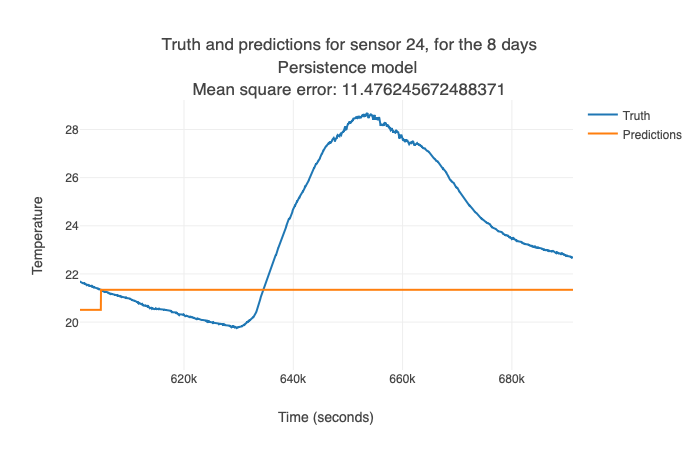 Truth and predictions for sensor 24, for the 8 days
Persistence model
Mean square error: 11.476245672488371
Truth
Predictions
Temperature
28
26
24
22
20
620k
640k
660k
680k
Time (seconds)